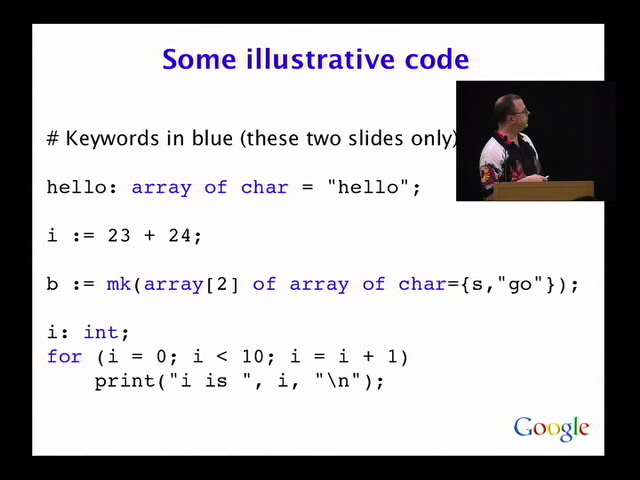 Some illustrative code
# Keywords in blue (these two slides only)
hello: array of char = "hello";
i := 23 + 24;
b := mk(array[2] of array of char={s,"go"});
i: int;
for (i = 0; i < 10; i = i + 1)
    print("i is ", i, "\n");
Google